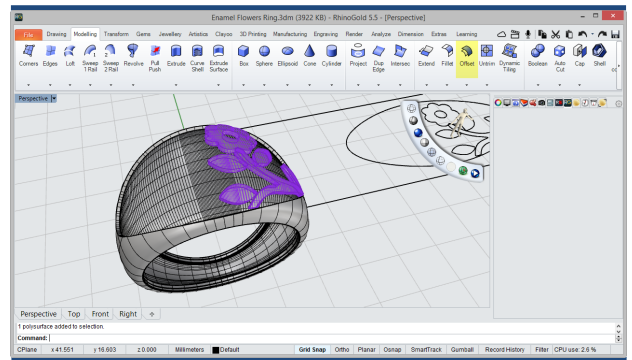 Enamel Flowers Ring.3dm (3922 KB) - RhinoGold 5.5 - [Perspective]
File Drawing Modelling Transform Gems Jewellery Artistics Clayoo 3D Printing Manufacturing Engraving Render Analyze Dimension Extras Learning
Corners Edges Loft Sweep 1 Rail Sweep 2 Rail Revolve Pull Push Extrude Curve Shell Extrude Surface Box Sphere Ellipsoid Cone Cylinder Project Dup Edge Intersec Extend Fillet Offset Untrim Dynamic Tiling Boolean Auto Cut Cap Shell
Perspective
Perspective Top Front Right
1 polysurface added to selection.
Command:
CPlane x 41.551 y 16.603 z 0.000 Millimeters Default Grid Snap Ortho Planar Osnap SmartTrack Gumball Record History Filter CPU use: 2.6 %